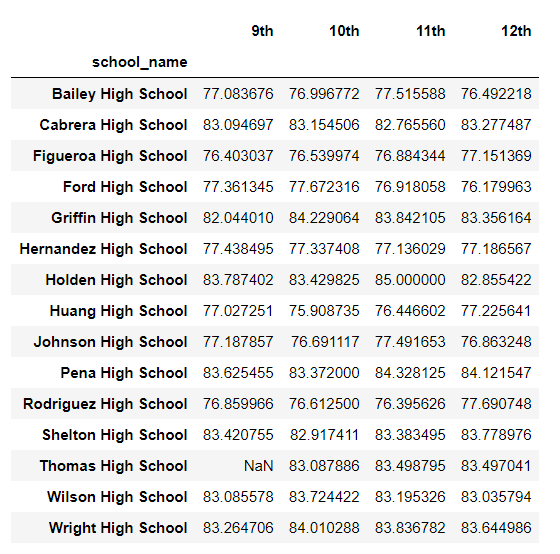 9th 10th 11th 12th
school_name
Bailey High School 77.083676 76.996772 77.515588 76.492218
Cabrera High School 83.094697 83.154506 82.765560 83.277487
Figueroa High School 76.403037 76.539974 76.884344 77.151369
Ford High School 77.361345 77.672316 76.918058 76.179963
Griffin High School 82.044010 84.229064 83.842105 83.356164
Hernandez High School 77.438495 77.337408 77.136029 77.186567
Holden High School 83.787402 83.429825 85.000000 82.855422
Huang High School 77.027251 75.908735 76.446602 77.225641
Johnson High School 77.187857 76.691117 77.491653 76.863248
Pena High School 83.625455 83.372000 84.328125 84.121547
Rodriguez High School 76.859966 76.612500 76.395626 77.690748
Shelton High School 83.420755 82.917411 83.383495 83.778976
Thomas High School NaN 83.087886 83.498795 83.497041
Wilson High School 83.085578 83.724422 83.195326 83.035794
Wright High School 83.264706 84.010288 83.836782 83.644986